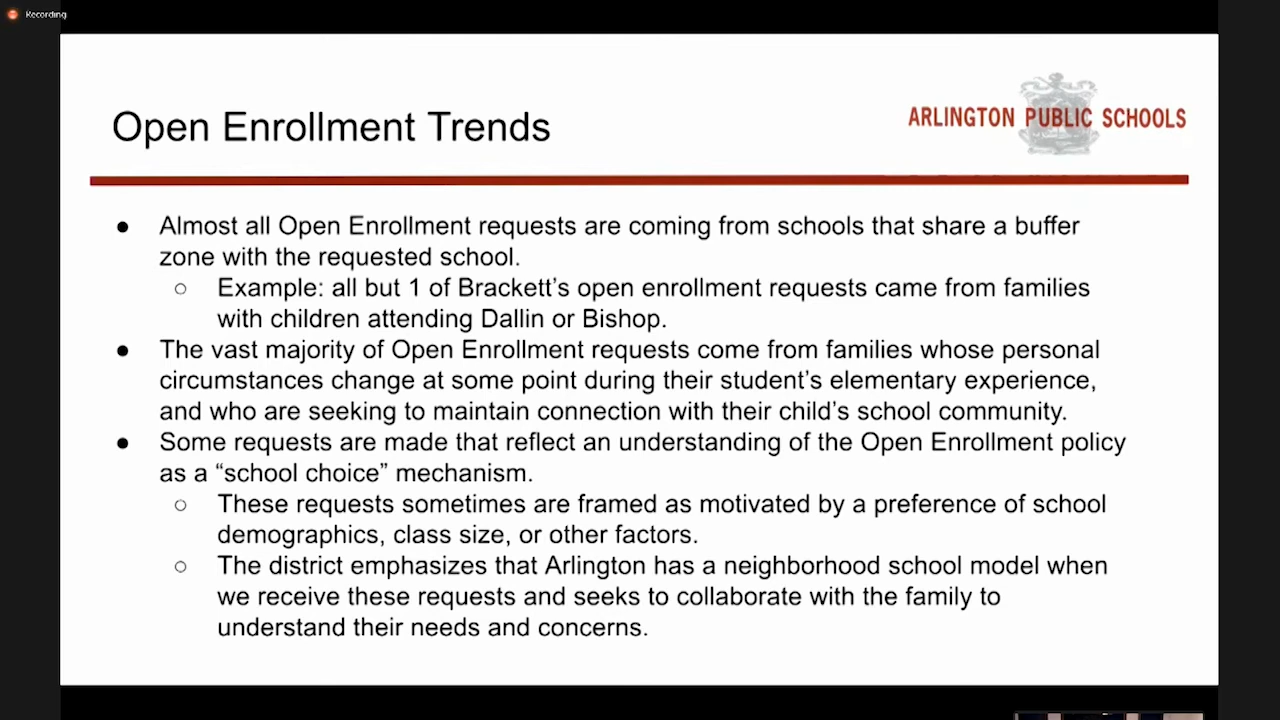 Recording
ARLINGTON PUBLIC SCHOOLS
Open Enrollment Trends
● Almost all Open Enrollment requests are coming from schools that share a buffer
zone with the requested school.
○ Example: all but 1 of Brackett’s open enrollment requests came from families
with children attending Dallin or Bishop.
● The vast majority of Open Enrollment requests come from families whose personal
circumstances change at some point during their student’s elementary experience,
and who are seeking to maintain connection with their child’s school community.
● Some requests are made that reflect an understanding of the Open Enrollment policy
as a “school choice” mechanism.
○ These requests sometimes are framed as motivated by a preference of school
demographics, class size, or other factors.
○ The district emphasizes that Arlington has a neighborhood school model when
we receive these requests and seeks to collaborate with the family to
understand their needs and concerns.